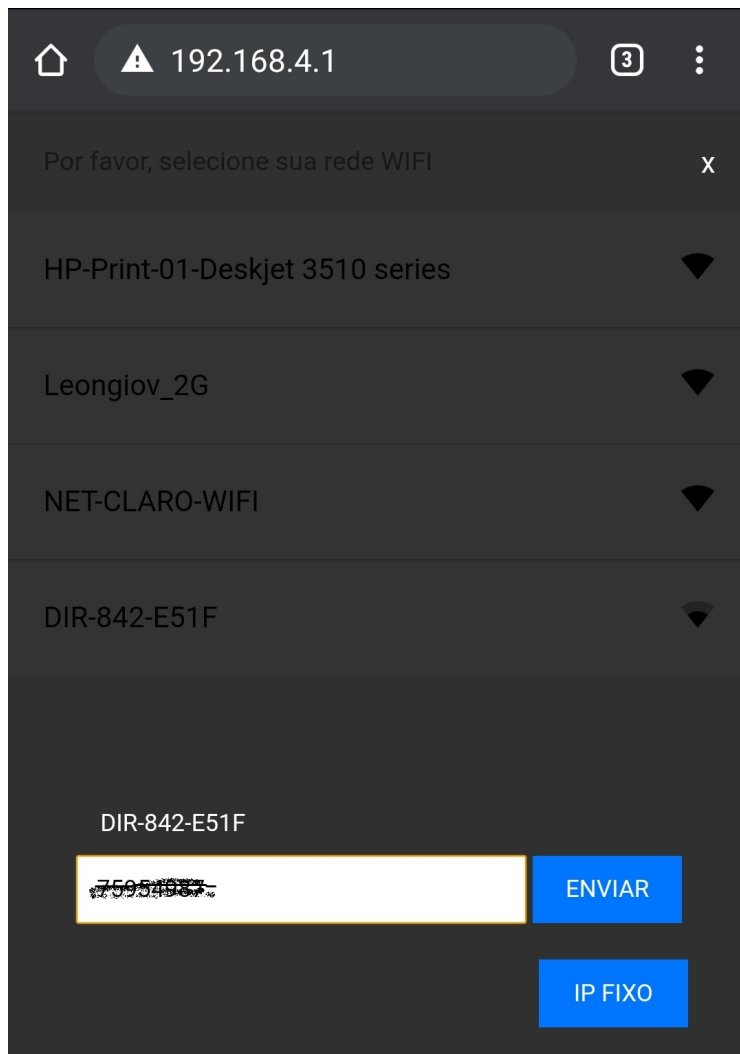 192.168.4.1
3
Por favor, selecione sua rede WIFI
X
HP-Print-01-Deskjet 3510 series
Leongiov_2G
NET-CLARO-WIFI
DIR-842-E51F
DIR-842-E51F
ENVIAR
IP FIXO